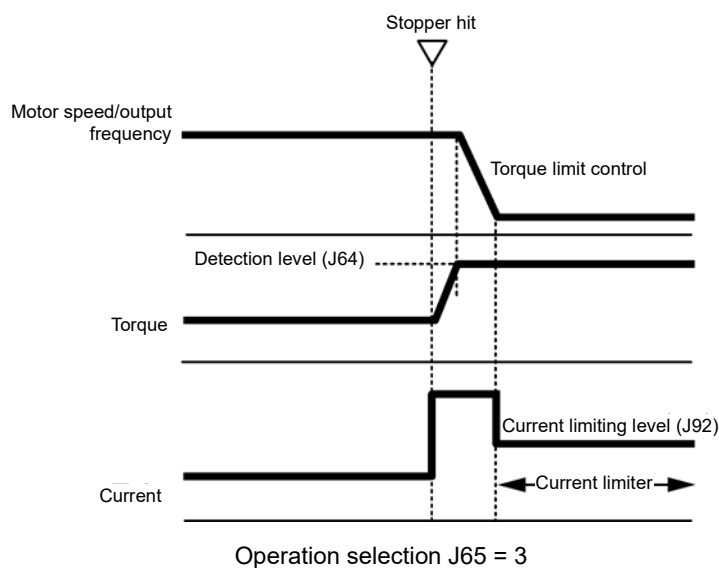 Stopper hit
Motor speed/output
frequency
Torque limit control
Detection level (J64)
Torque
Current limiting level (J92)
Current limiter
Current
Operation selection J65 = 3